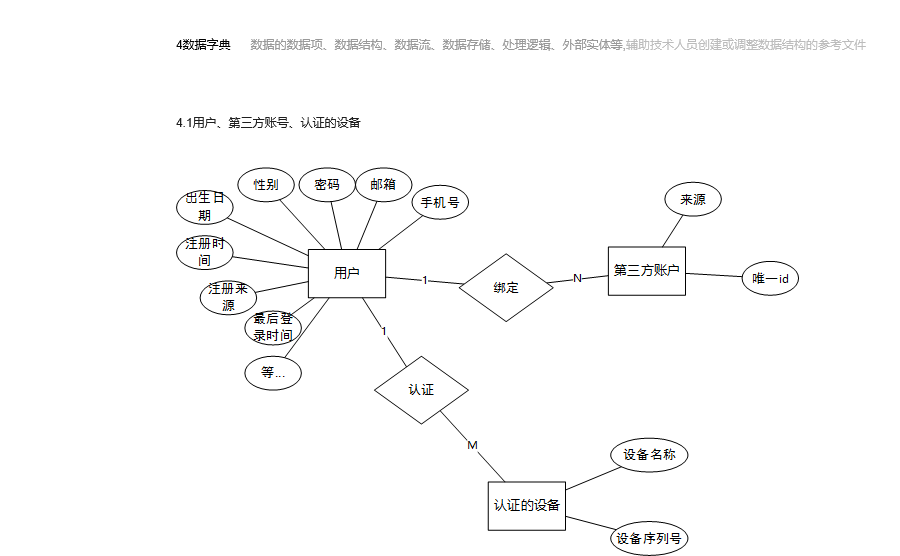 4数据字典 数据的数据项、数据结构、数据流、数据存储、处理逻辑、外部实体等,辅助技术人员创建或调整数据结构的参考文件
4.1用户、第三方账号、认证的设备
性别
密码
邮箱
出生日
期
手机号
来源
注册时
间
用户
1
绑定
N
第三方账户
唯一id
注册来
源
最后登
录时间
1
等...
认证
M
设备名称
认证的设备
设备序列号